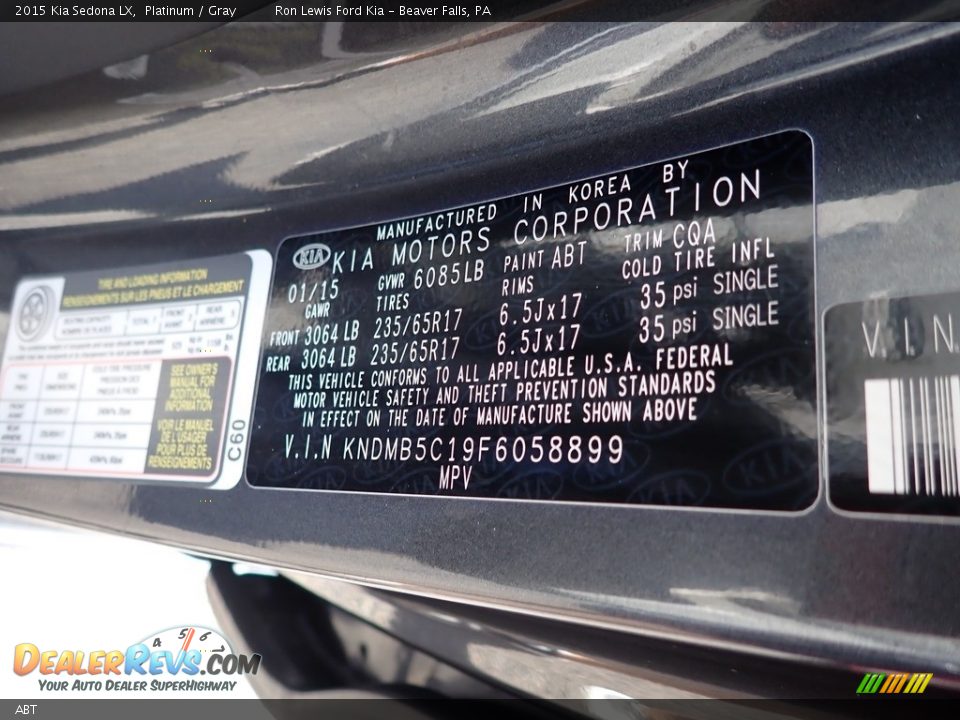 2015 Kia Sedona LX, Platinum / Gray Ron Lewis Ford Kia - Beaver Falls, PA
MANUFACTURED IN KOREA BY
KIA KIA MOTORS CORPORATION
01/15 GVWR 6085LB PAINT ABT TRIM CQA
GAWR TIRES RIMS COLD TIRE INFL
FRONT 3064 LB 235/65R17 6.5Jx17 35 psi SINGLE
REAR 3064 LB 235/65R17 6.5Jx17 35 psi SINGLE
THIS VEHICLE CONFORMS TO ALL APPLICABLE U.S.A. FEDERAL
MOTOR VEHICLE SAFETY AND THEFT PREVENTION STANDARDS
IN EFFECT ON THE DATE OF MANUFACTURE SHOWN ABOVE
V.I.N KNDMB5C19F6058899
MPV
TIRE AND LOADING INFORMATION
RENSEIGNEMENTS SUR LES PNEUS ET LE CHARGEMENT
SEE OWNER'S
MANUAL FOR
ADDITIONAL
INFORMATION
VOIR LE MANUEL
DE L'USAGER
POUR PLUS DE
RENSEIGNEMENTS
C60
V.I.N.
4 5 6
DEALERREVS.COM
YOUR AUTO DEALER SUPERHIGHWAY
ABT